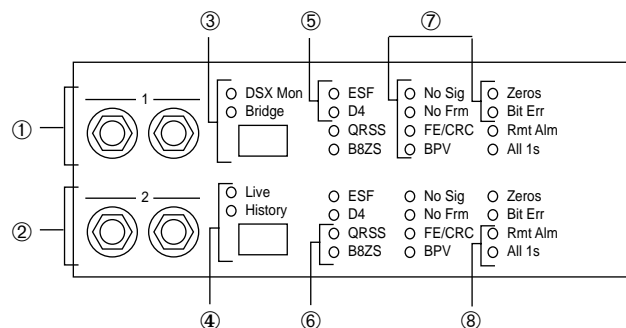 ③ ⑤ ⑦
① 1 DSX Mon ESF No Sig Zeros
Bridge D4 No Frm Bit Err
QRSS FE/CRC Rmt Alm
B8ZS BPV All 1s
② 2 Live ESF No Sig Zeros
History D4 No Frm Bit Err
QRSS FE/CRC Rmt Alm
B8ZS BPV All 1s
④ ⑥ ⑧